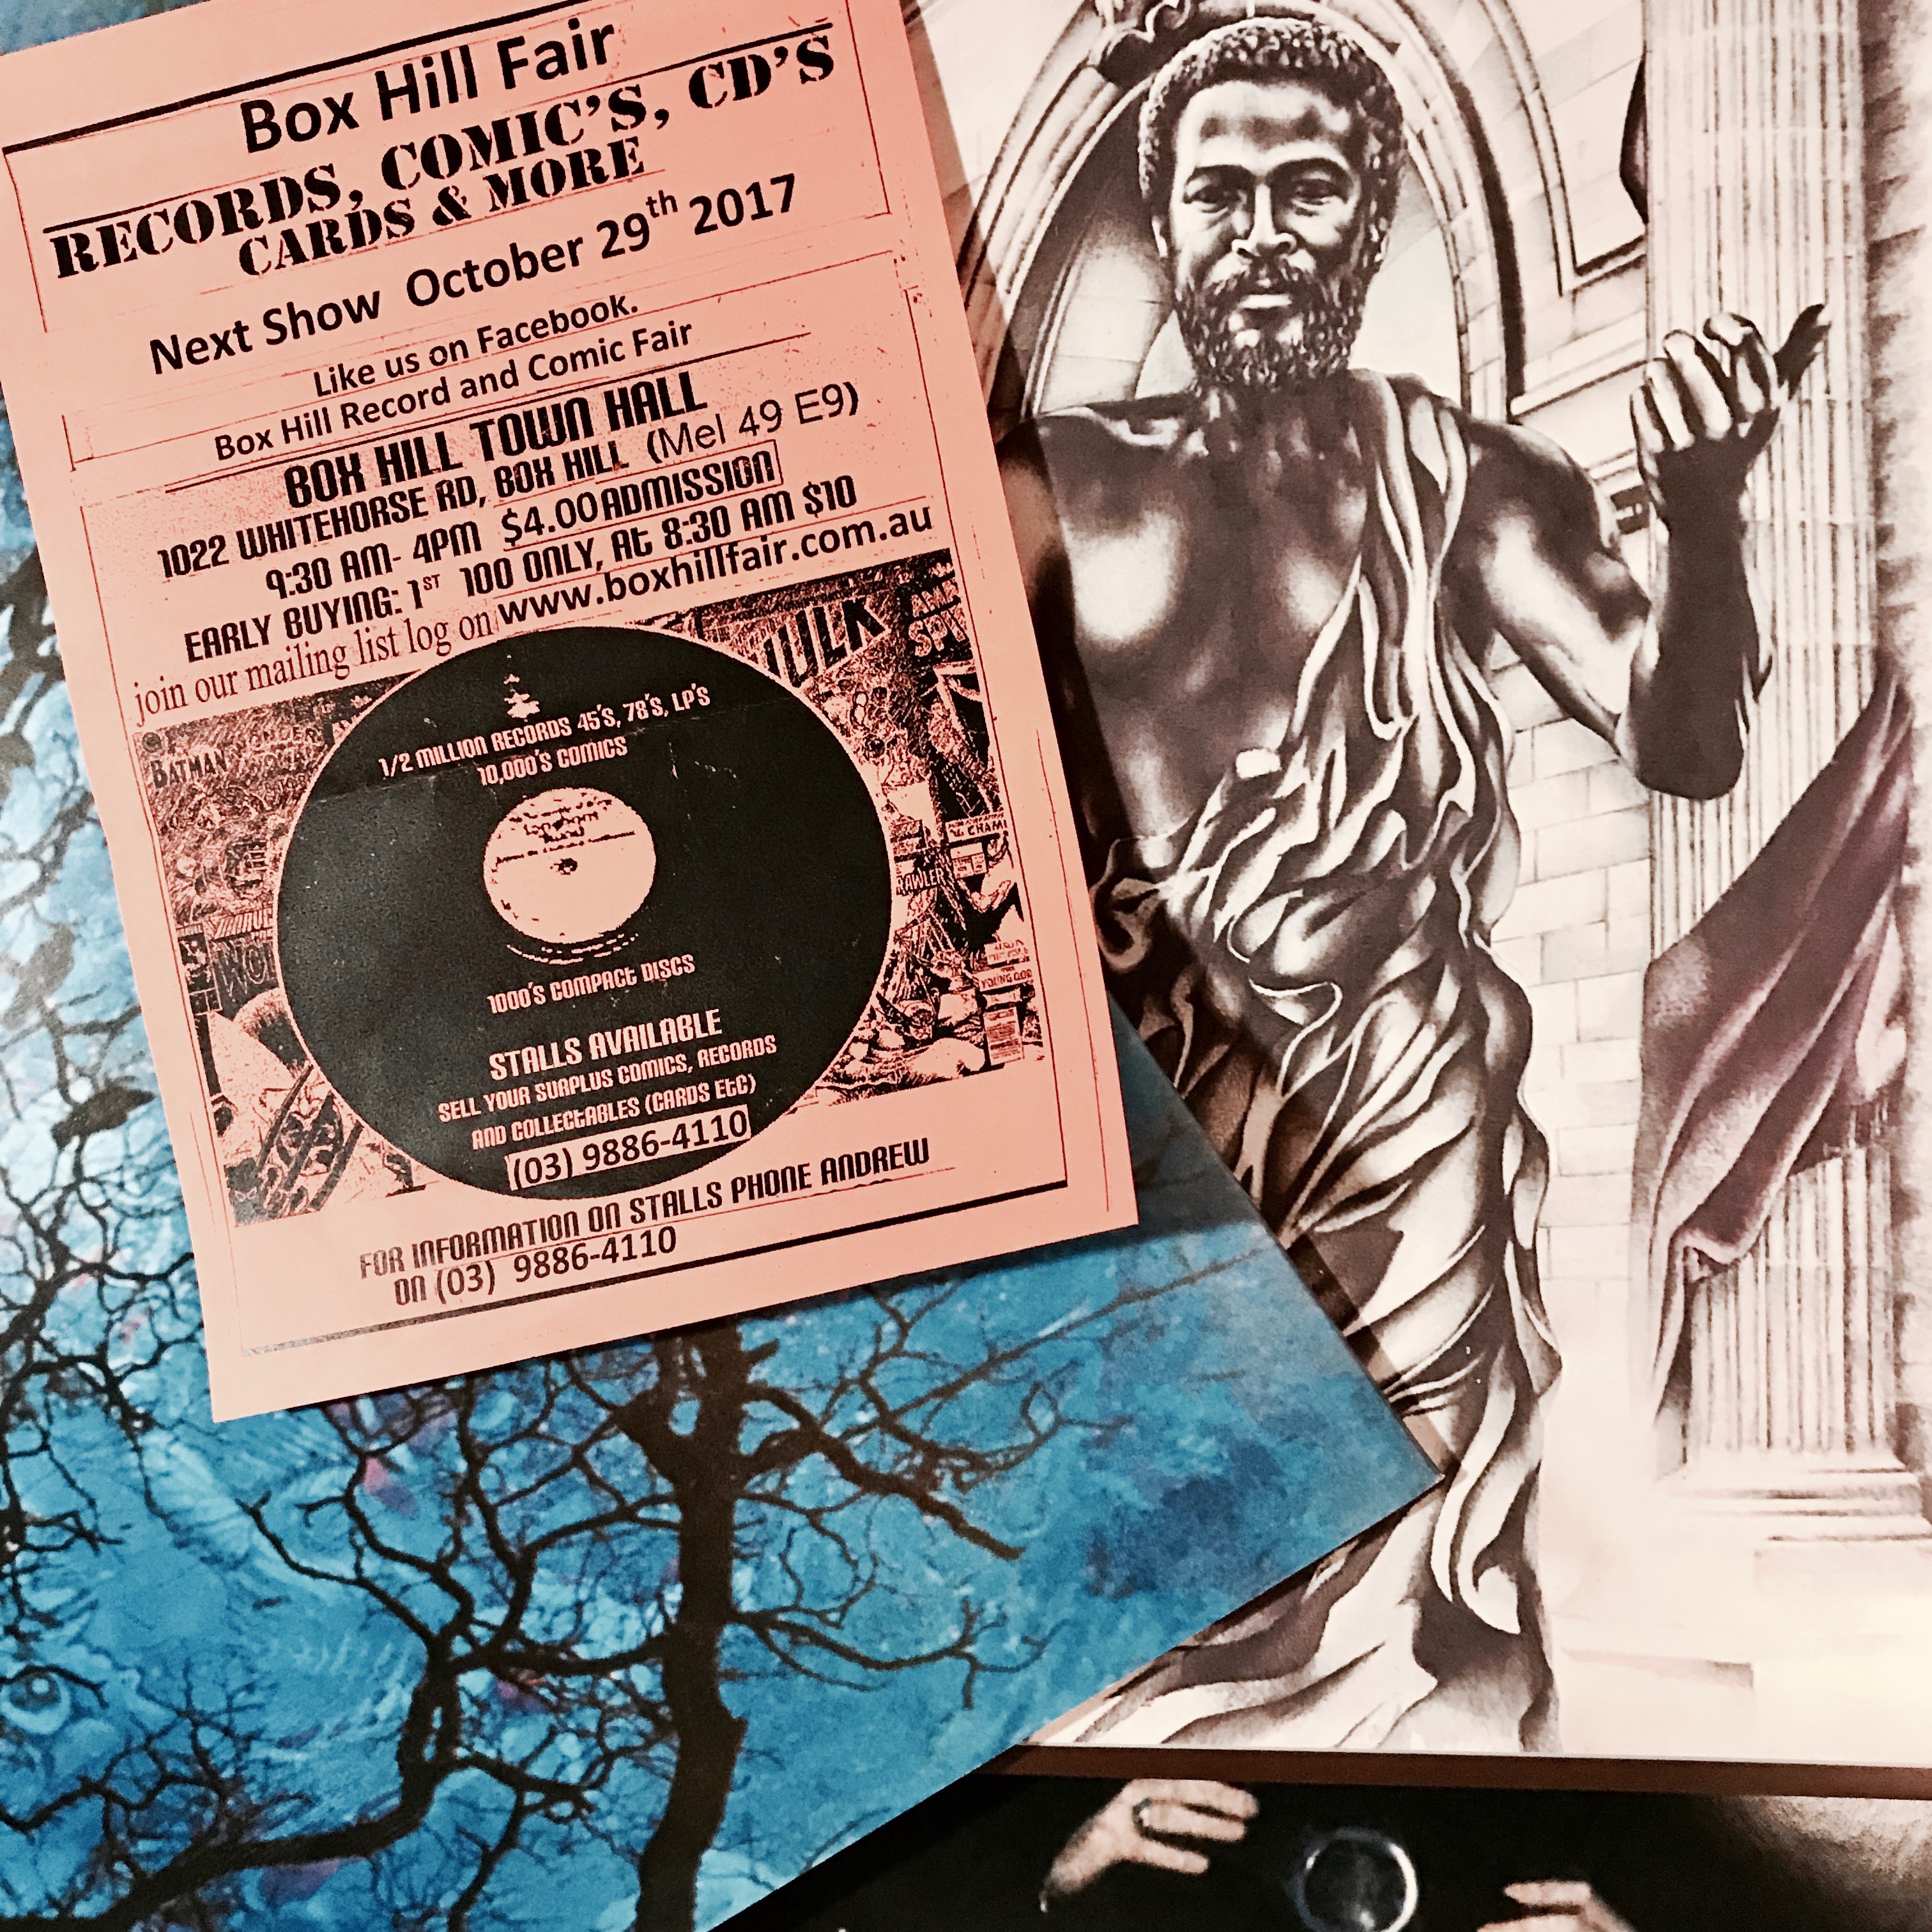 Box Hill Fair
RECORDS, COMIC'S, CD'S
CARDS & MORE
Next Show October 29th 2017
Like us on Facebook.
Box Hill Record and Comic Fair
BOX HILL TOWN HALL
1022 WHITEHORSE RD, BOX HILL (Mel 49 E9)
9:30 AM- 4PM $4.00 ADMISSION
EARLY BUYING: 1ST 100 ONLY, At 8:30 AM $10
join our mailing list log on www.boxhillfair.com.au
BATMAN
HULK
1/2 MILLION RECORDS 45'S, 78'S, LP'S
10,000'S COMICS
1000'S COMPACT DISCS
STALLS AVAILABLE
SELL YOUR SURPLUS COMICS, RECORDS
AND COLLECTABLES (CARDS EtC)
(03) 9886-4110
YOUNG GOD
FOR INFORMATION ON STALLS PHONE ANDREW
ON (03) 9886-4110